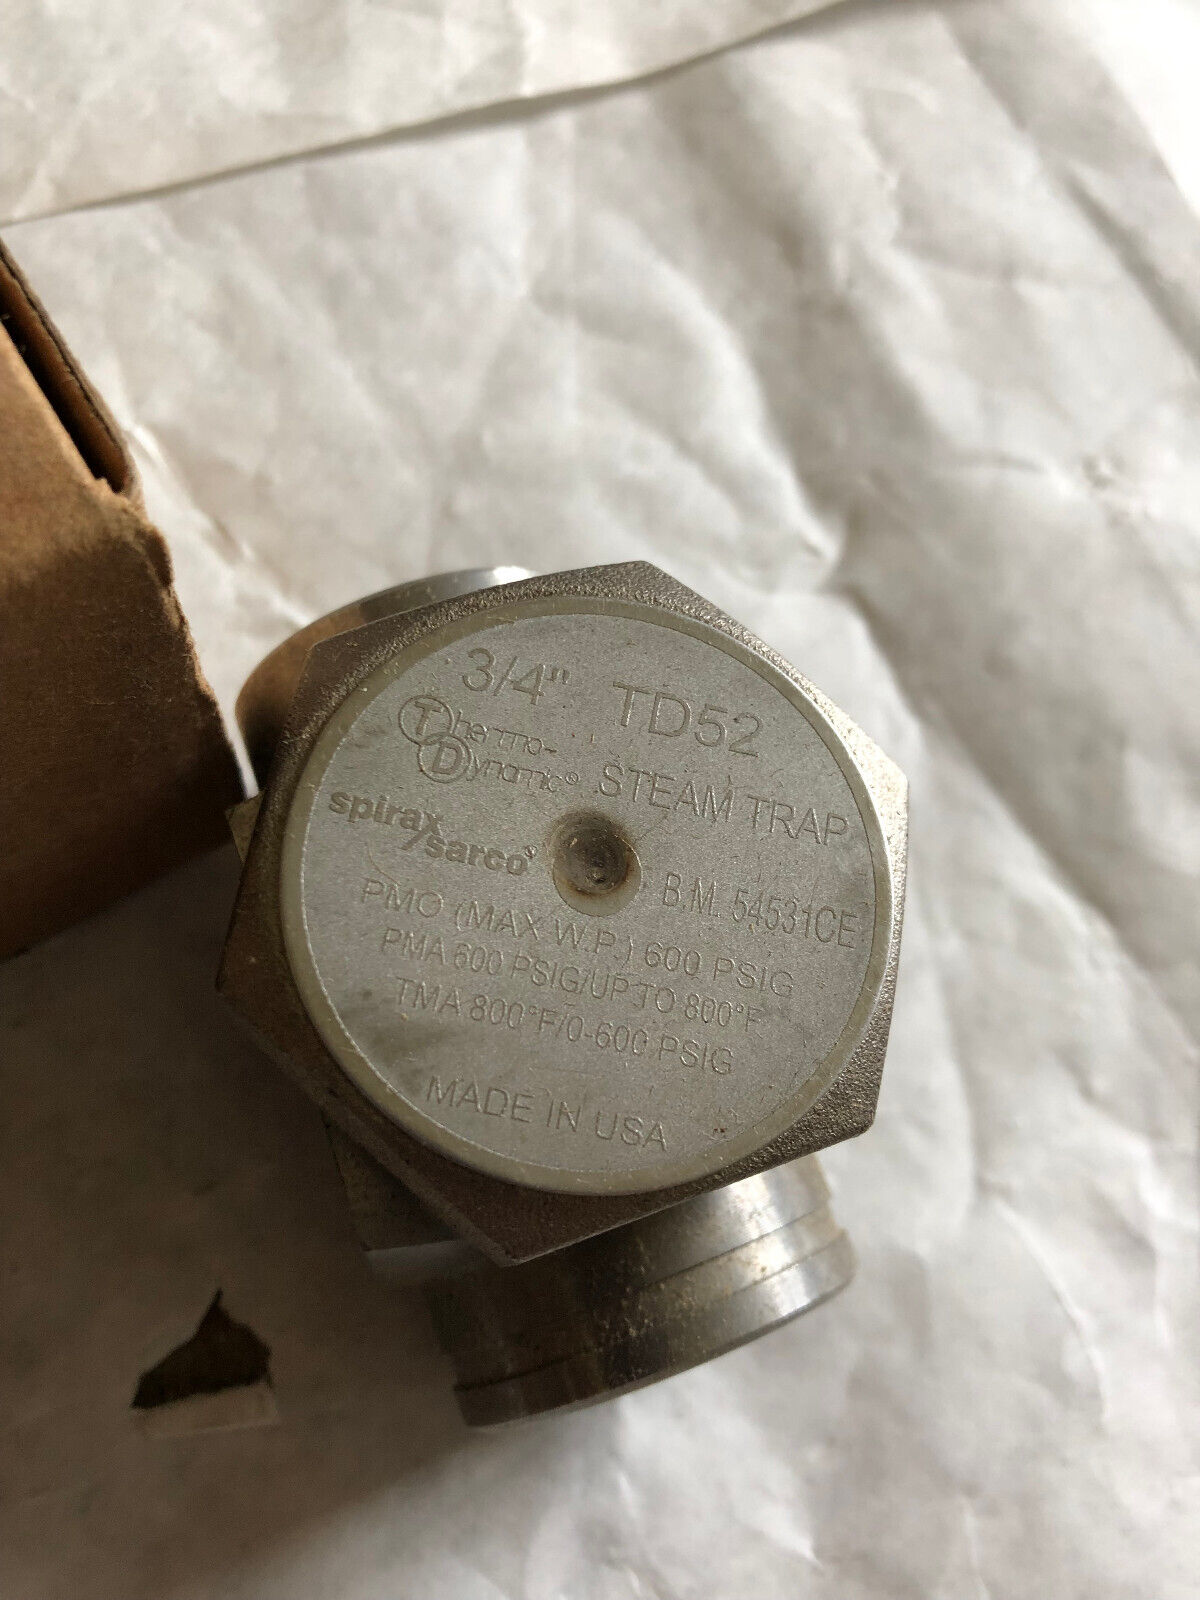 3/4" TD52
Thermo-
Dynamic® STEAM TRAP
spirax
sarco®
B.M. 54531CE
PMO (MAX W.P.) 600 PSIG
PMA 600 PSIG/UP TO 800°F
TMA 800°F/0-600 PSIG
MADE IN USA